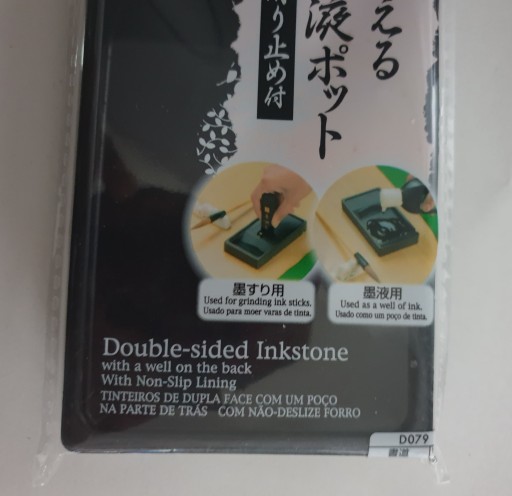 える
液ポット
り止め付
墨すり用
Used for grinding ink sticks.
Usado para moer varas de tinta.
墨液用
Used as a well of ink.
Usado como um poço de tinta.
Double-sided Inkstone
with a well on the back
With Non-Slip Lining
TINTEIROS DE DUPLA FACE COM UM POÇO
NA PARTE DE TRÁS COM NÃO-DESLIZE FORRO
D079
書道